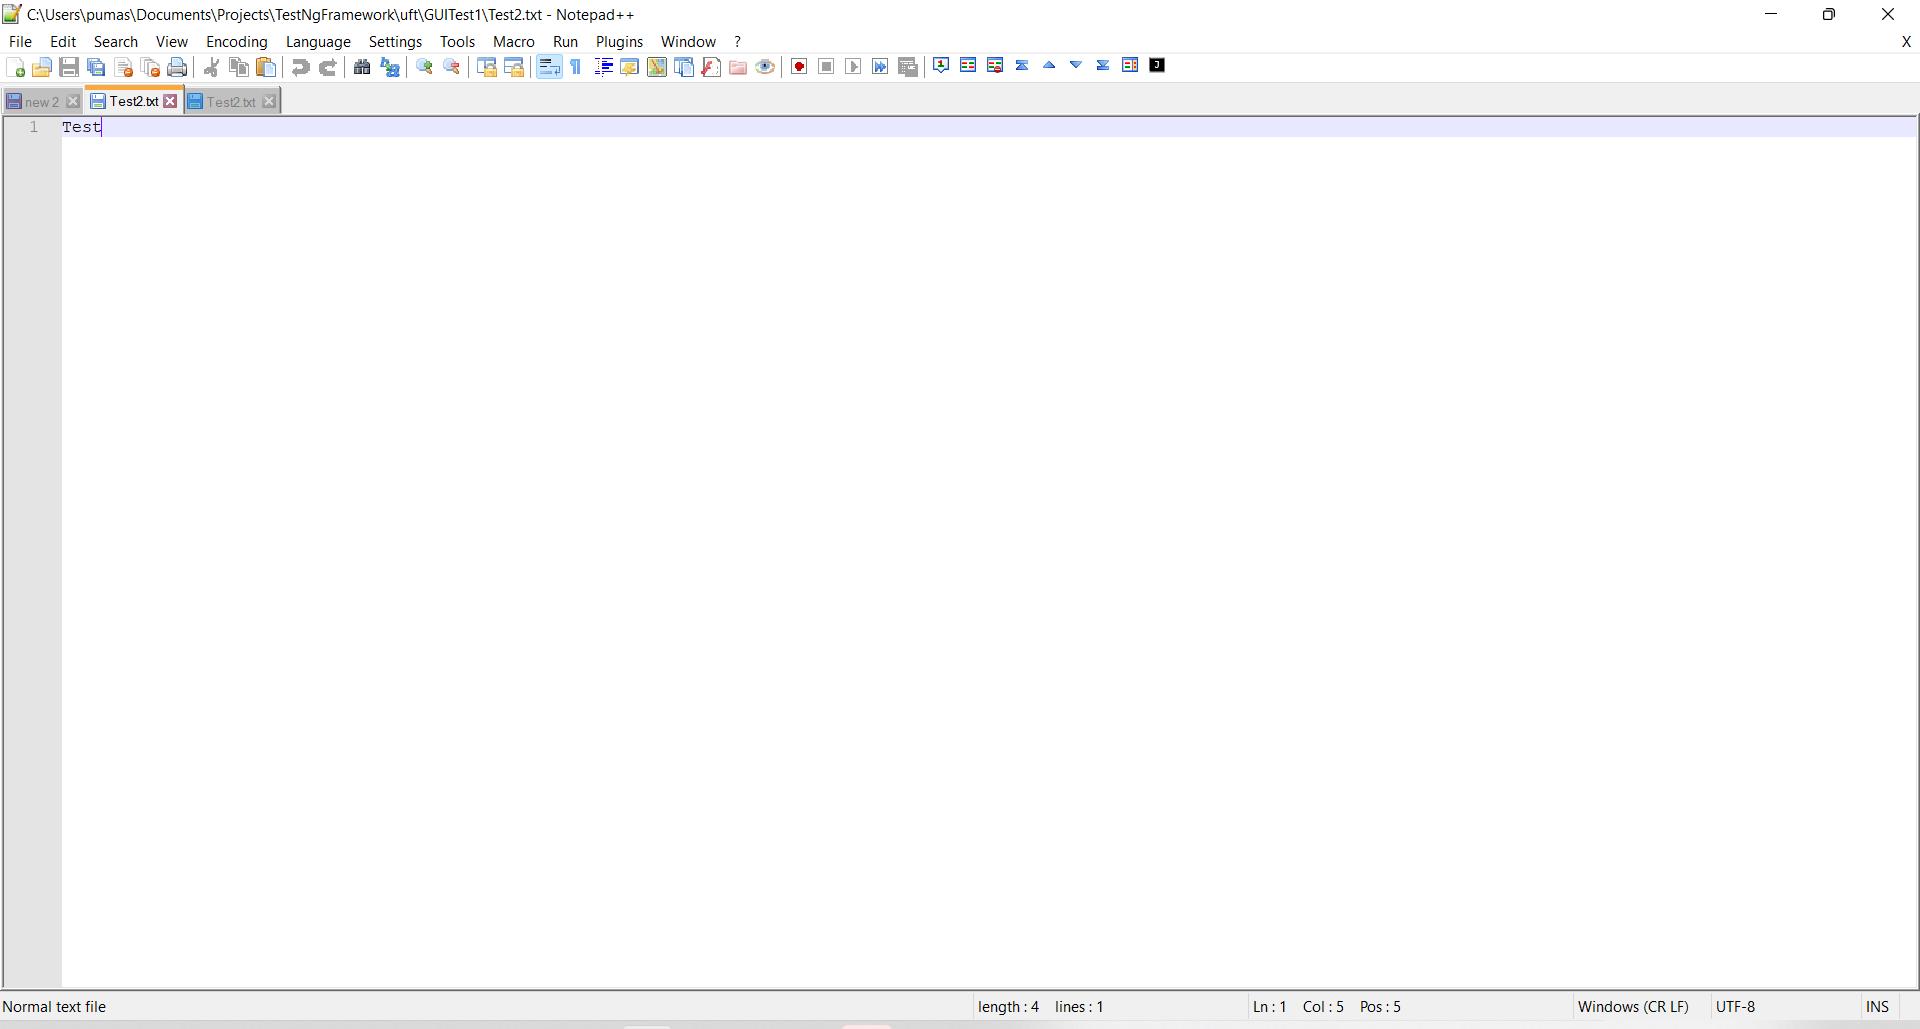 C:\Users\pumas\Documents\Projects\TestNgFramework\uft\GUITest1\Test2.txt - Notepad++
File Edit Search View Encoding Language Settings Tools Macro Run Plugins Window ?
X
new 2 Test2.txt Test2.txt
1 Test
Normal text file length : 4 lines : 1 Ln : 1 Col : 5 Pos : 5 Windows (CR LF) UTF-8 INS